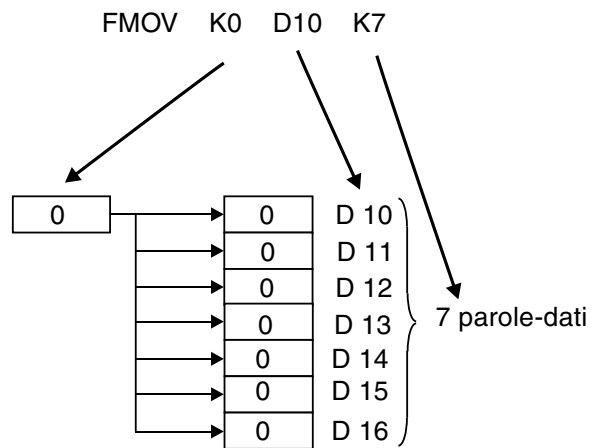 FMOV K0 D10 K7
0 0 D 10
0 D 11
0 D 12
0 D 13
7 parole-dati
0 D 14
0 D 15
0 D 16